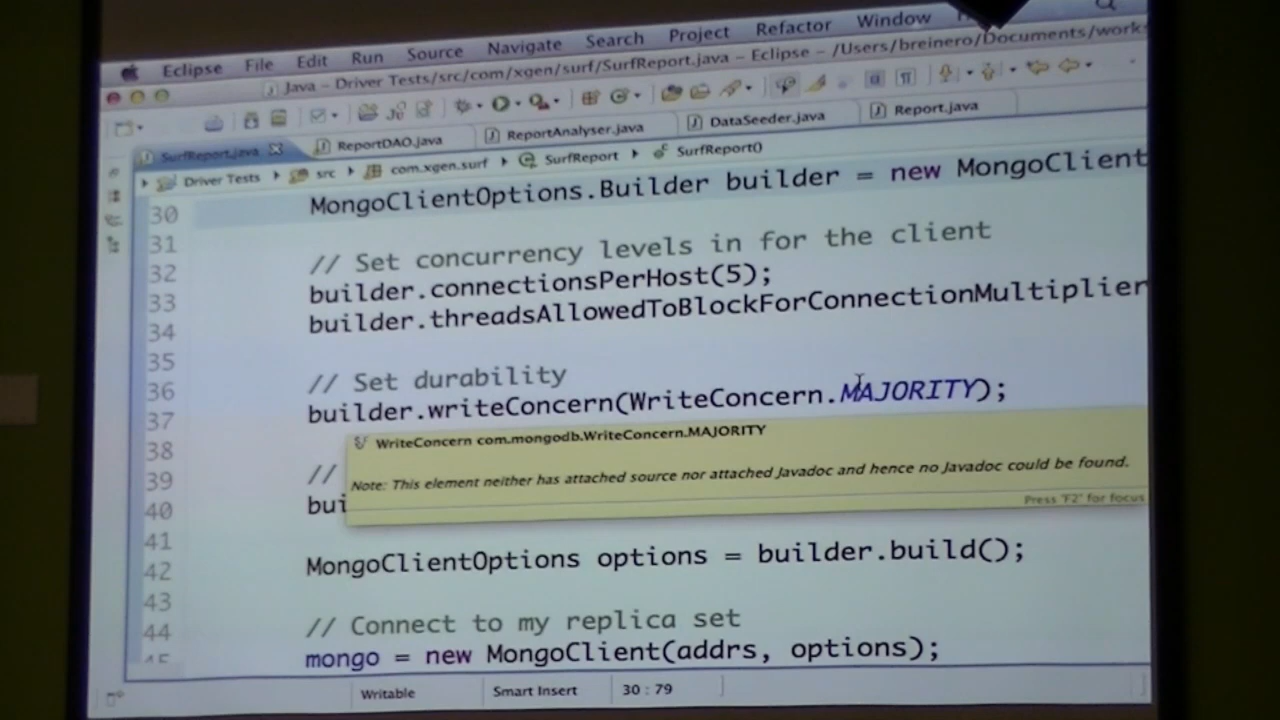 Eclipse File Edit Run Source Navigate Search Project Refactor Window
Java – Driver Tests/src/com/xgen/surf/SurfReport.java – Eclipse – /Users/breinero/Documents/works
SurfReport.java ReportDAO.java ReportAnalyser.java DataSeeder.java Report.java
Driver Tests src com.xgen.surf SurfReport SurfReport()
30 MongoClientOptions.Builder builder = new MongoClient
31
32 // Set concurrency levels in for the client
33 builder.connectionsPerHost(5);
34 builder.threadsAllowedToBlockForConnectionMultiplier
35
36 // Set durability
37 builder.writeConcern(WriteConcern.MAJORITY);
38
WriteConcern com.mongodb.WriteConcern.MAJORITY
39 //
Note: This element neither has attached source nor attached Javadoc and hence no Javadoc could be found.
40 bui
Press 'F2' for focus
41
42 MongoClientOptions options = builder.build();
43
44 // Connect to my replica set
mongo = new MongoClient(addrs, options);
Writable Smart Insert 30 : 79